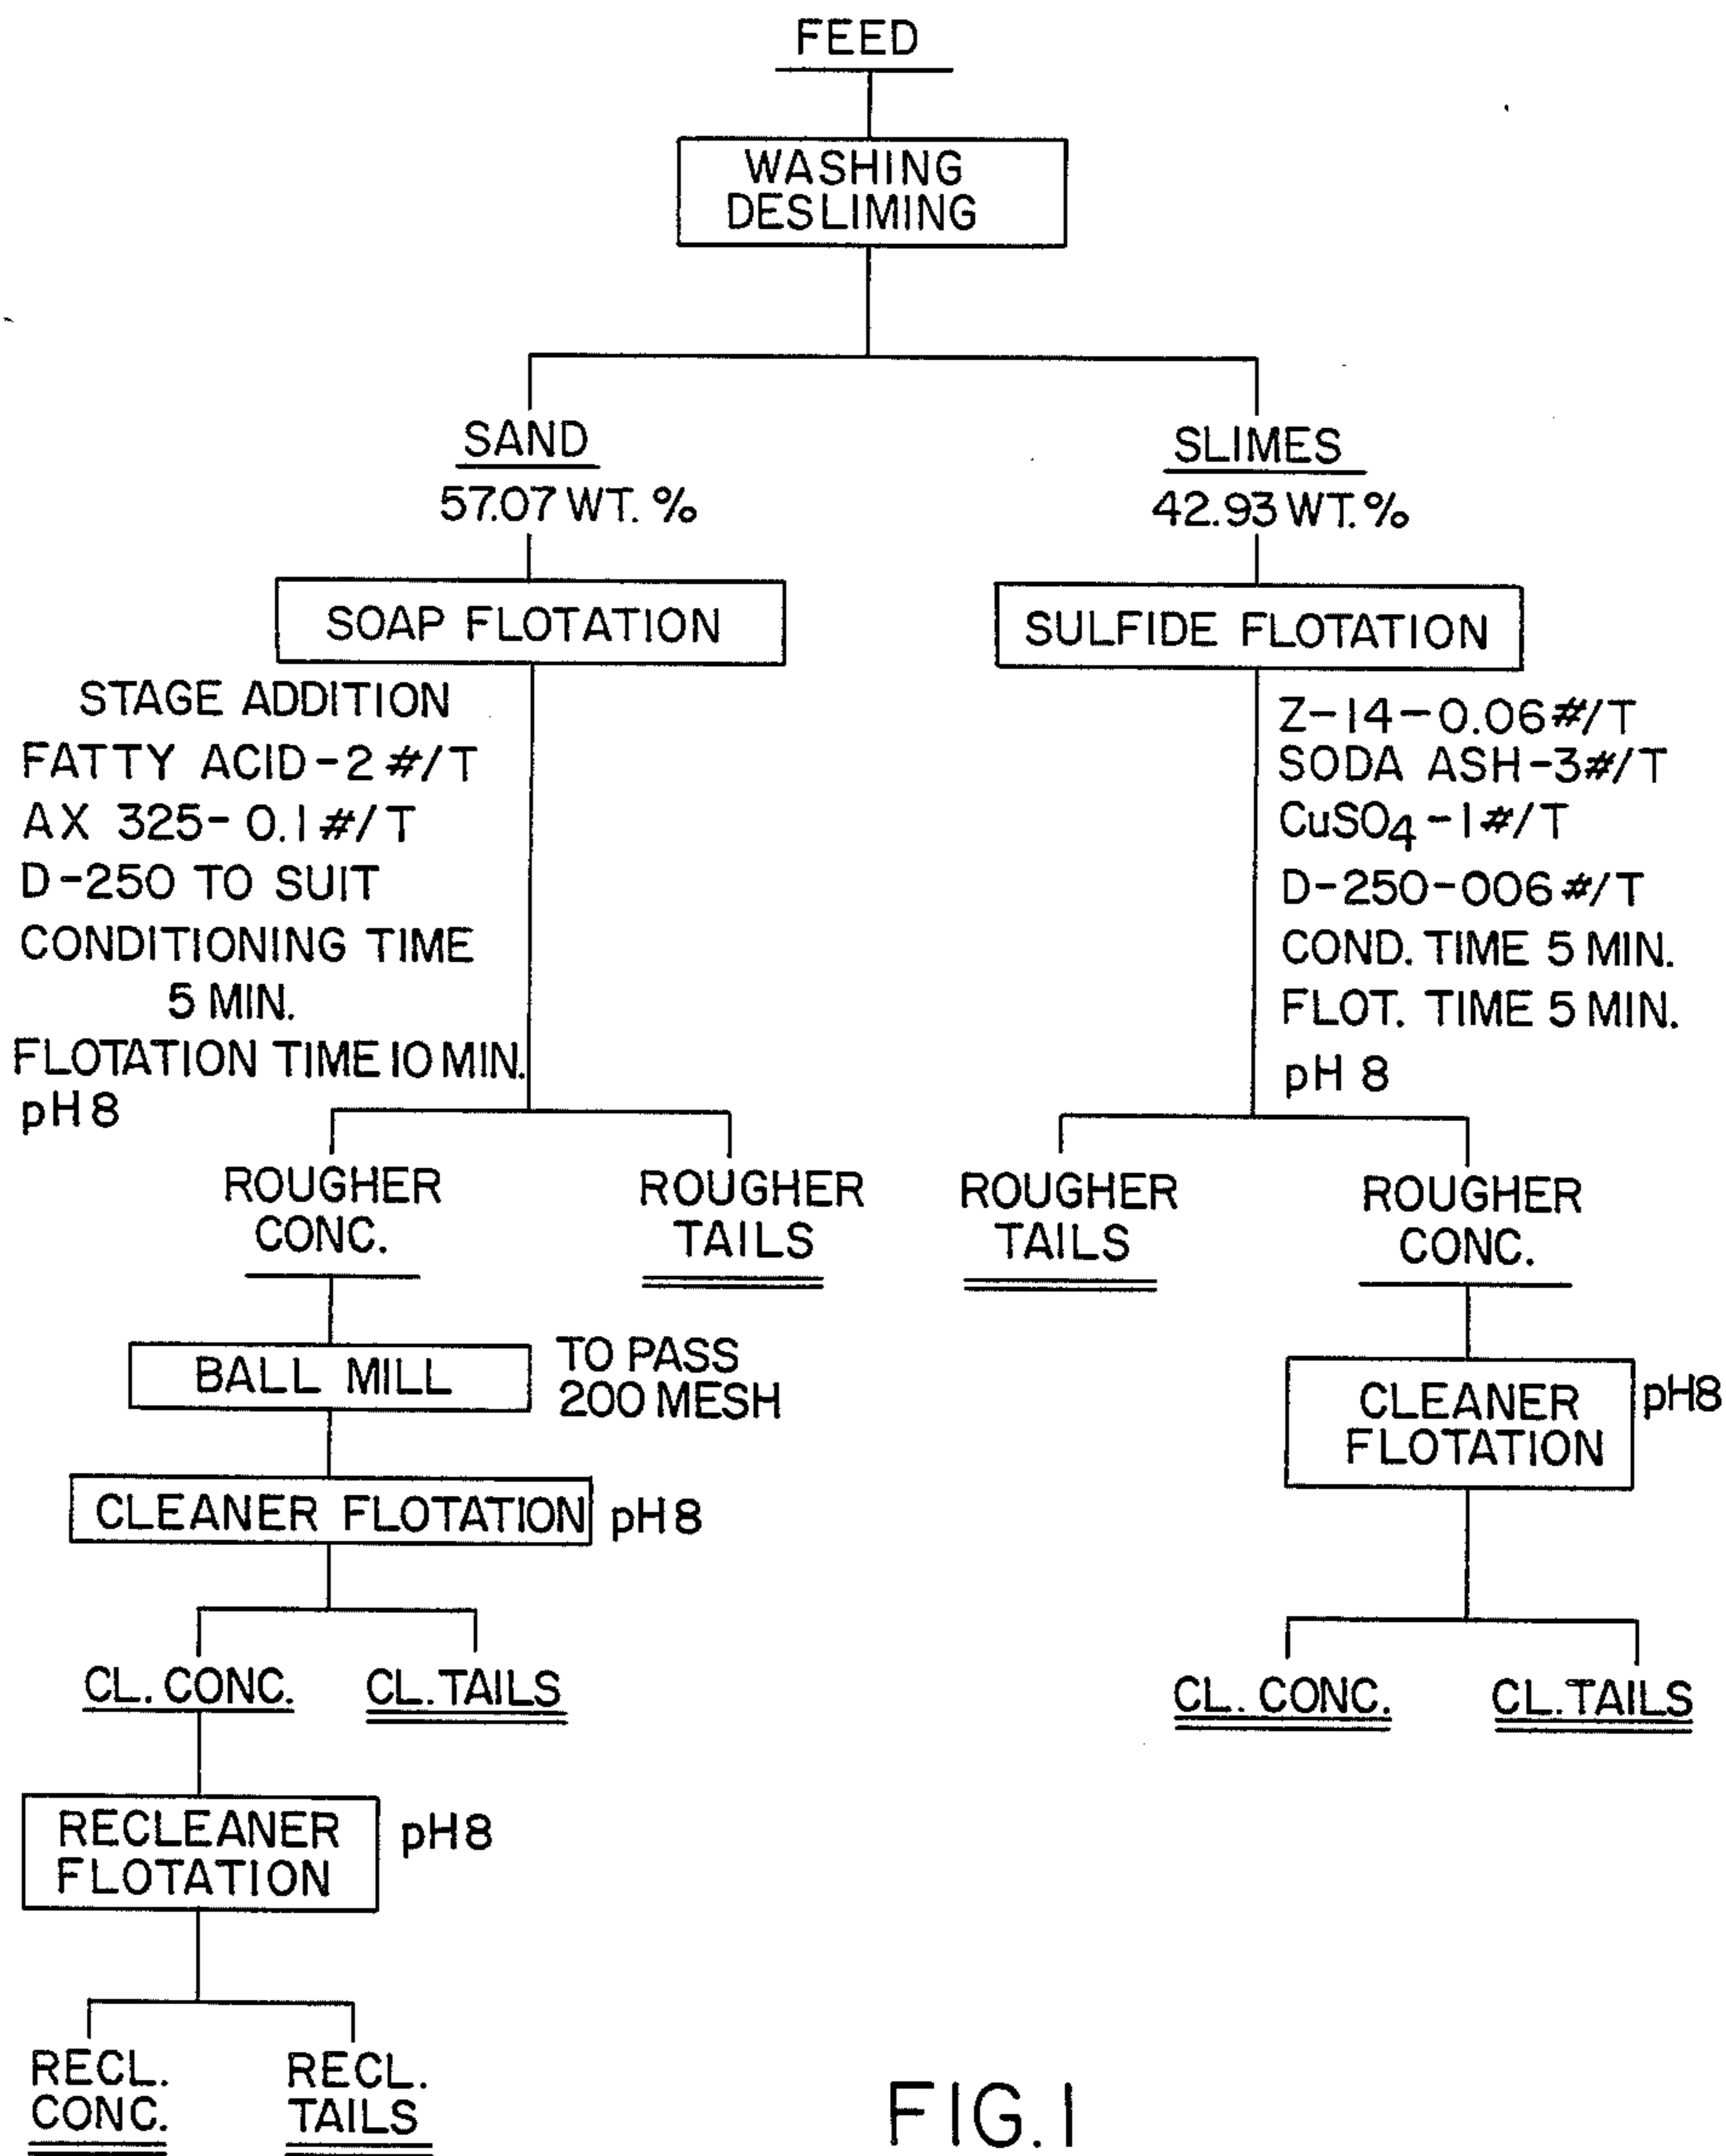 FEED
WASHING
DESLIMING
SAND
57.07 WT. %
SLIMES
42.93 WT. %
SOAP FLOTATION
STAGE ADDITION
FATTY ACID-2 #/T
AX 325-0.1 #/T
D-250 TO SUIT
CONDITIONING TIME
5 MIN.
FLOTATION TIME 10 MIN.
pH 8
SULFIDE FLOTATION
Z-14-0.06 #/T
SODA ASH-3 #/T
CuSO4-1 #/T
D-250-006 #/T
COND. TIME 5 MIN.
FLOT. TIME 5 MIN.
pH 8
ROUGHER
CONC.
ROUGHER
TAILS
ROUGHER
TAILS
ROUGHER
CONC.
BALL MILL
TO PASS
200 MESH
CLEANER FLOTATION
pH 8
CLEANER
FLOTATION
pH8
CL. CONC.
CL. TAILS
CL. CONC.
CL. TAILS
RECLEANER
FLOTATION
pH 8
RECL.
CONC.
RECL.
TAILS
FIG. 1